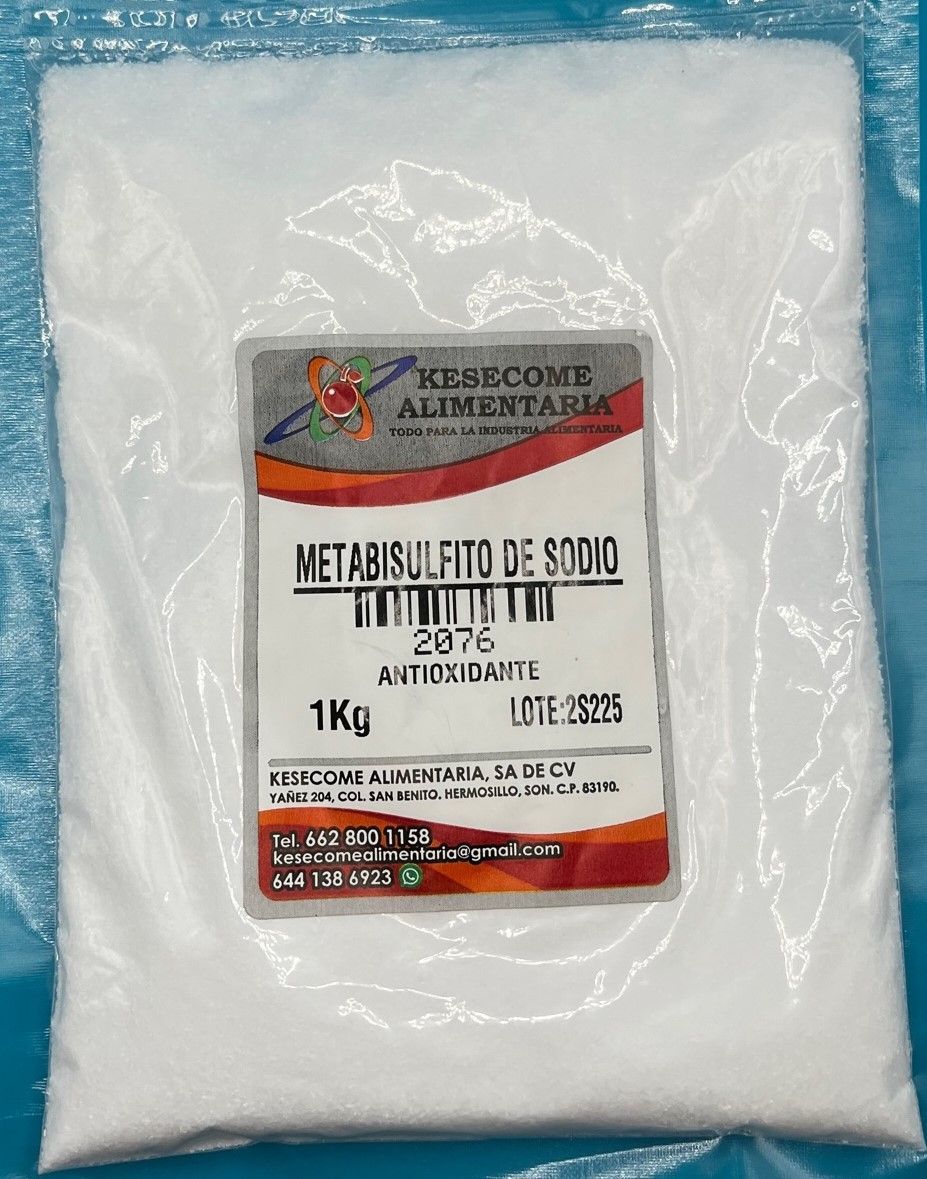 KESECOME
ALIMENTARIA
TODO PARA LA INDUSTRIA ALIMENTARIA
METABISULFITO DE SODIO
2076
ANTIOXIDANTE
1Kg LOTE:2S225
KESECOME ALIMENTARIA, SA DE CV
YAÑEZ 204, COL. SAN BENITO. HERMOSILLO, SON. C.P. 83190.
Tel. 662 800 1158
kesecomealimentaria@gmail.com
644 138 6923